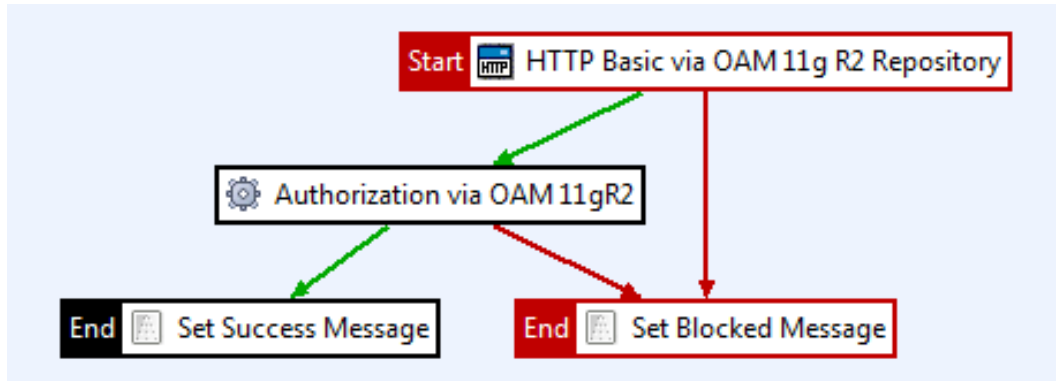 Start HTTP HTTP Basic via OAM 11g R2 Repository
Authorization via OAM 11gR2
End Set Success Message
End Set Blocked Message